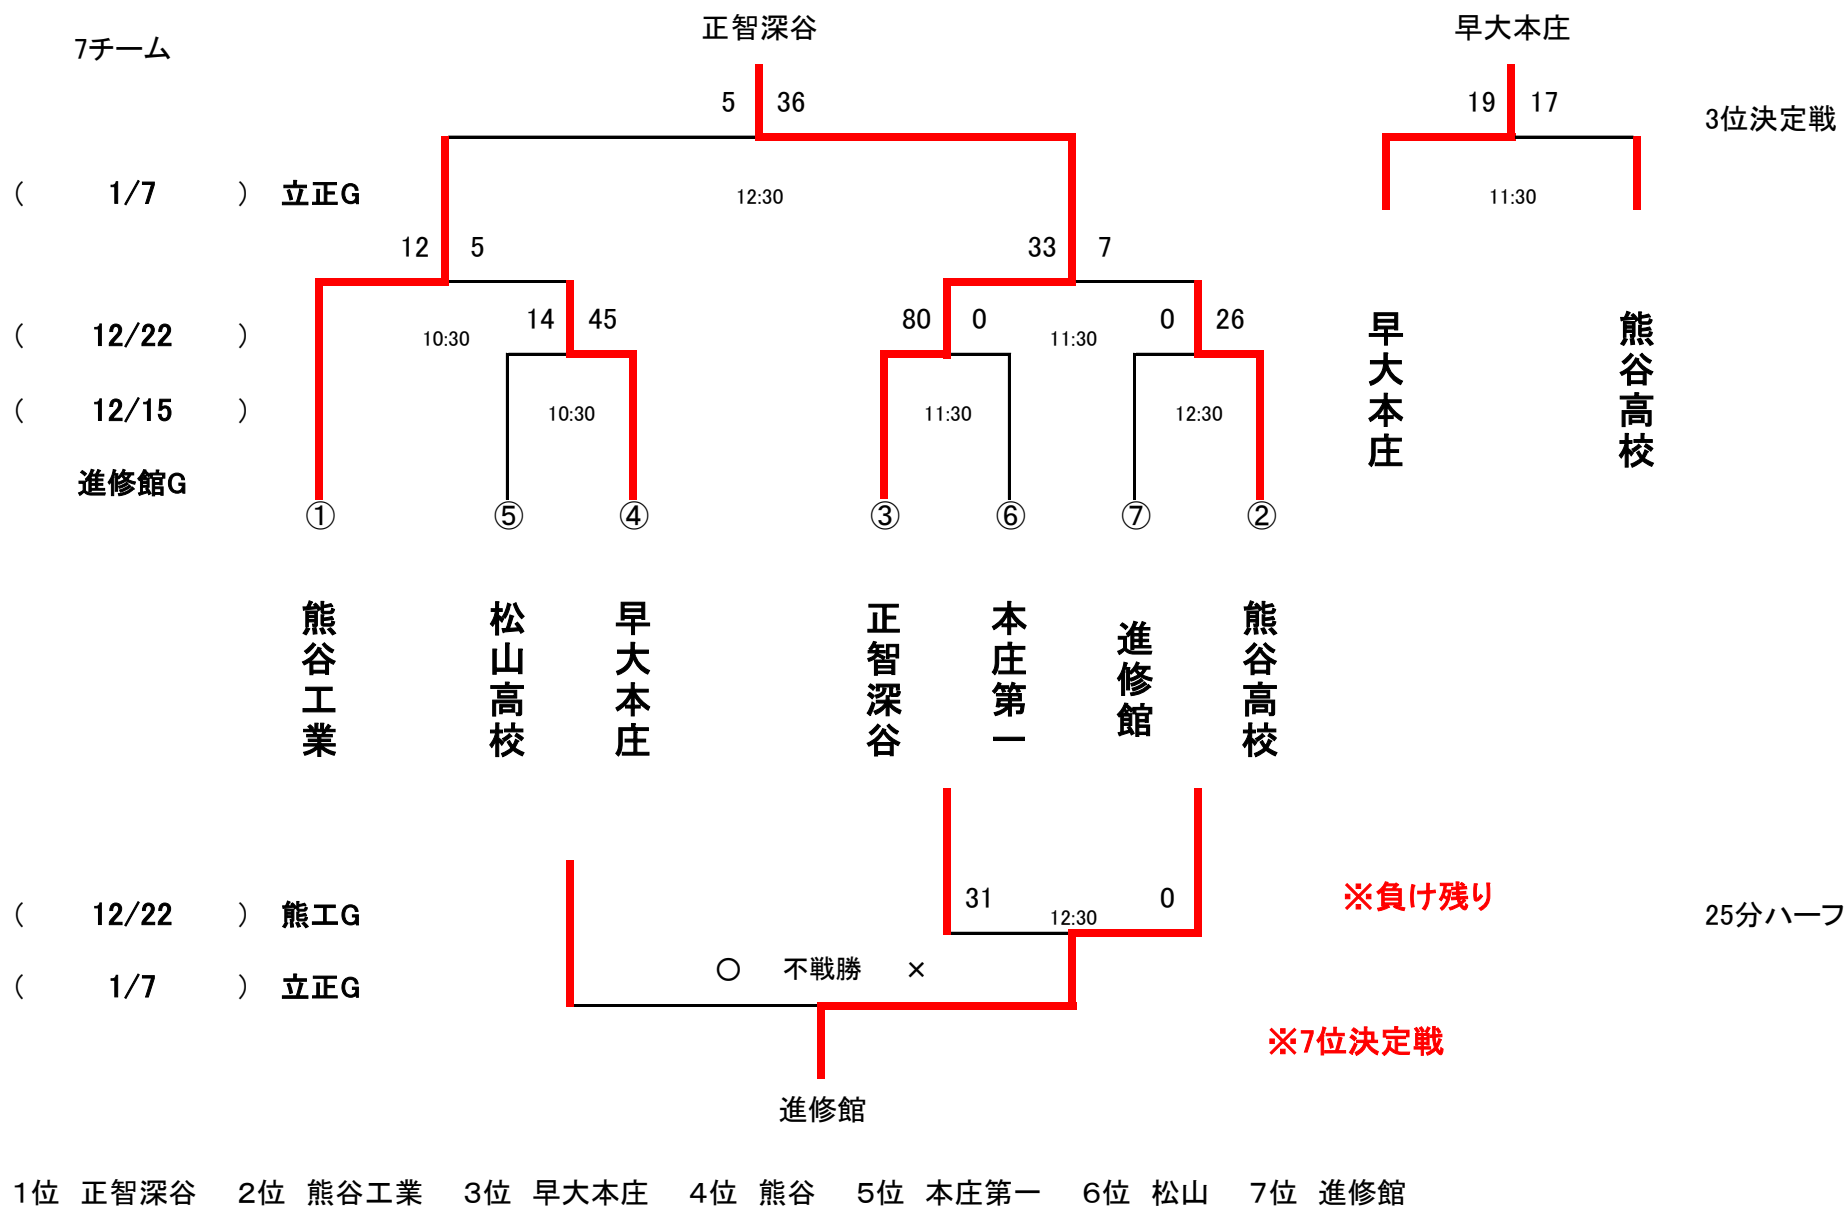 正智深谷
早大本庄
7チーム
5 36
19 17
3位決定戦
( 1/7 ) 立正G
12:30
11:30
12 5
33 7
( 12/22 )
10:30
14 45
80 0
11:30
0 26
( 12/15 )
10:30
11:30
12:30
早大本庄
熊谷高校
進修館G
① ⑤ ④ ③ ⑥ ⑦ ②
熊谷工業
松山高校
早大本庄
正智深谷
本庄第一
進修館
熊谷高校
( 12/22 ) 熊工G
31 12:30 0
※負け残り
25分ハーフ
( 1/7 ) 立正G
○ 不戦勝 ×
※7位決定戦
進修館
1位 正智深谷 2位 熊谷工業 3位 早大本庄 4位 熊谷 5位 本庄第一 6位 松山 7位 進修館